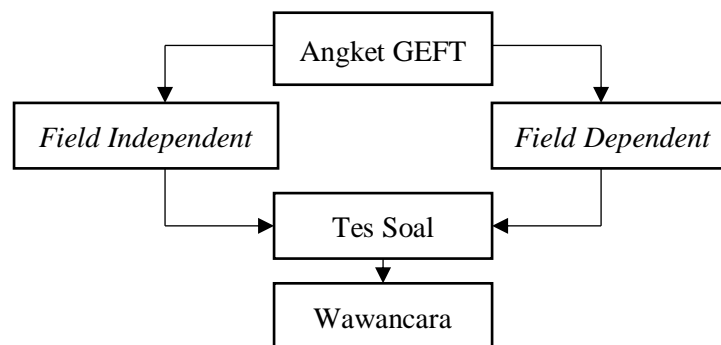 Angket GEFT
Field Independent
Field Dependent
Tes Soal
Wawancara